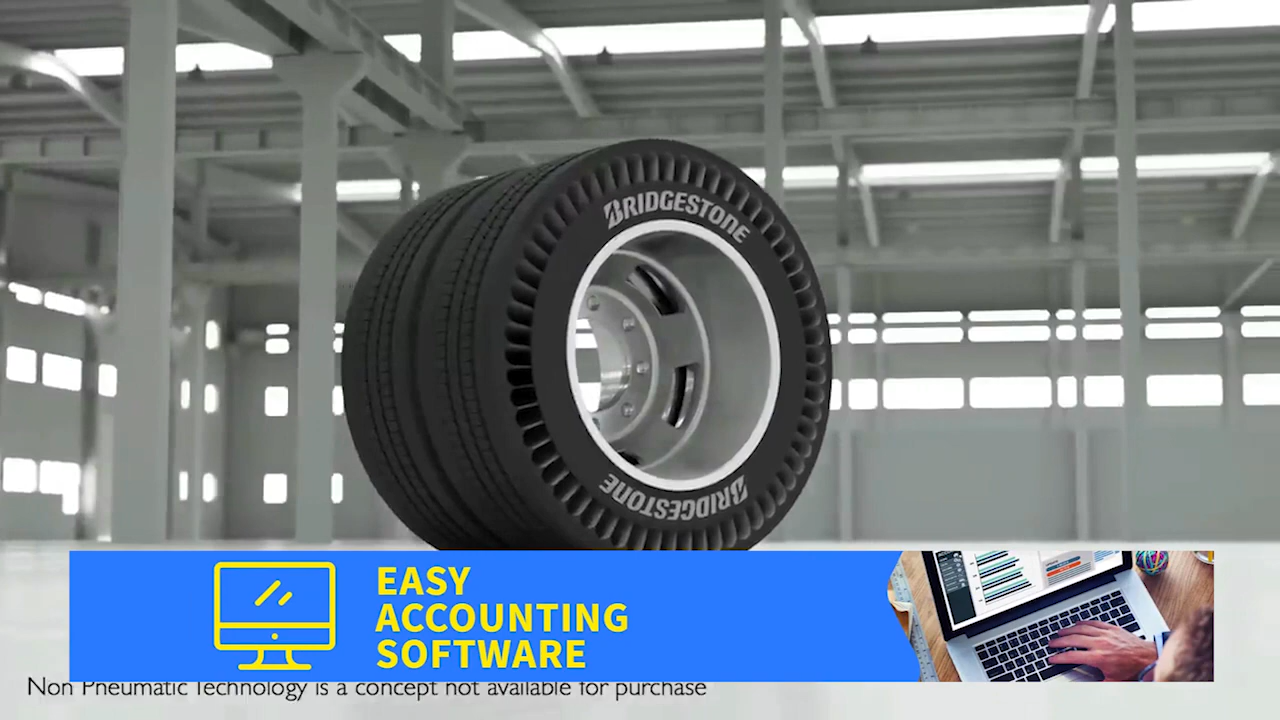 BRIDGESTONE
BRIDGESTONE
EASY
ACCOUNTING
SOFTWARE
Non Pneumatic Technology is a concept not available for purchase